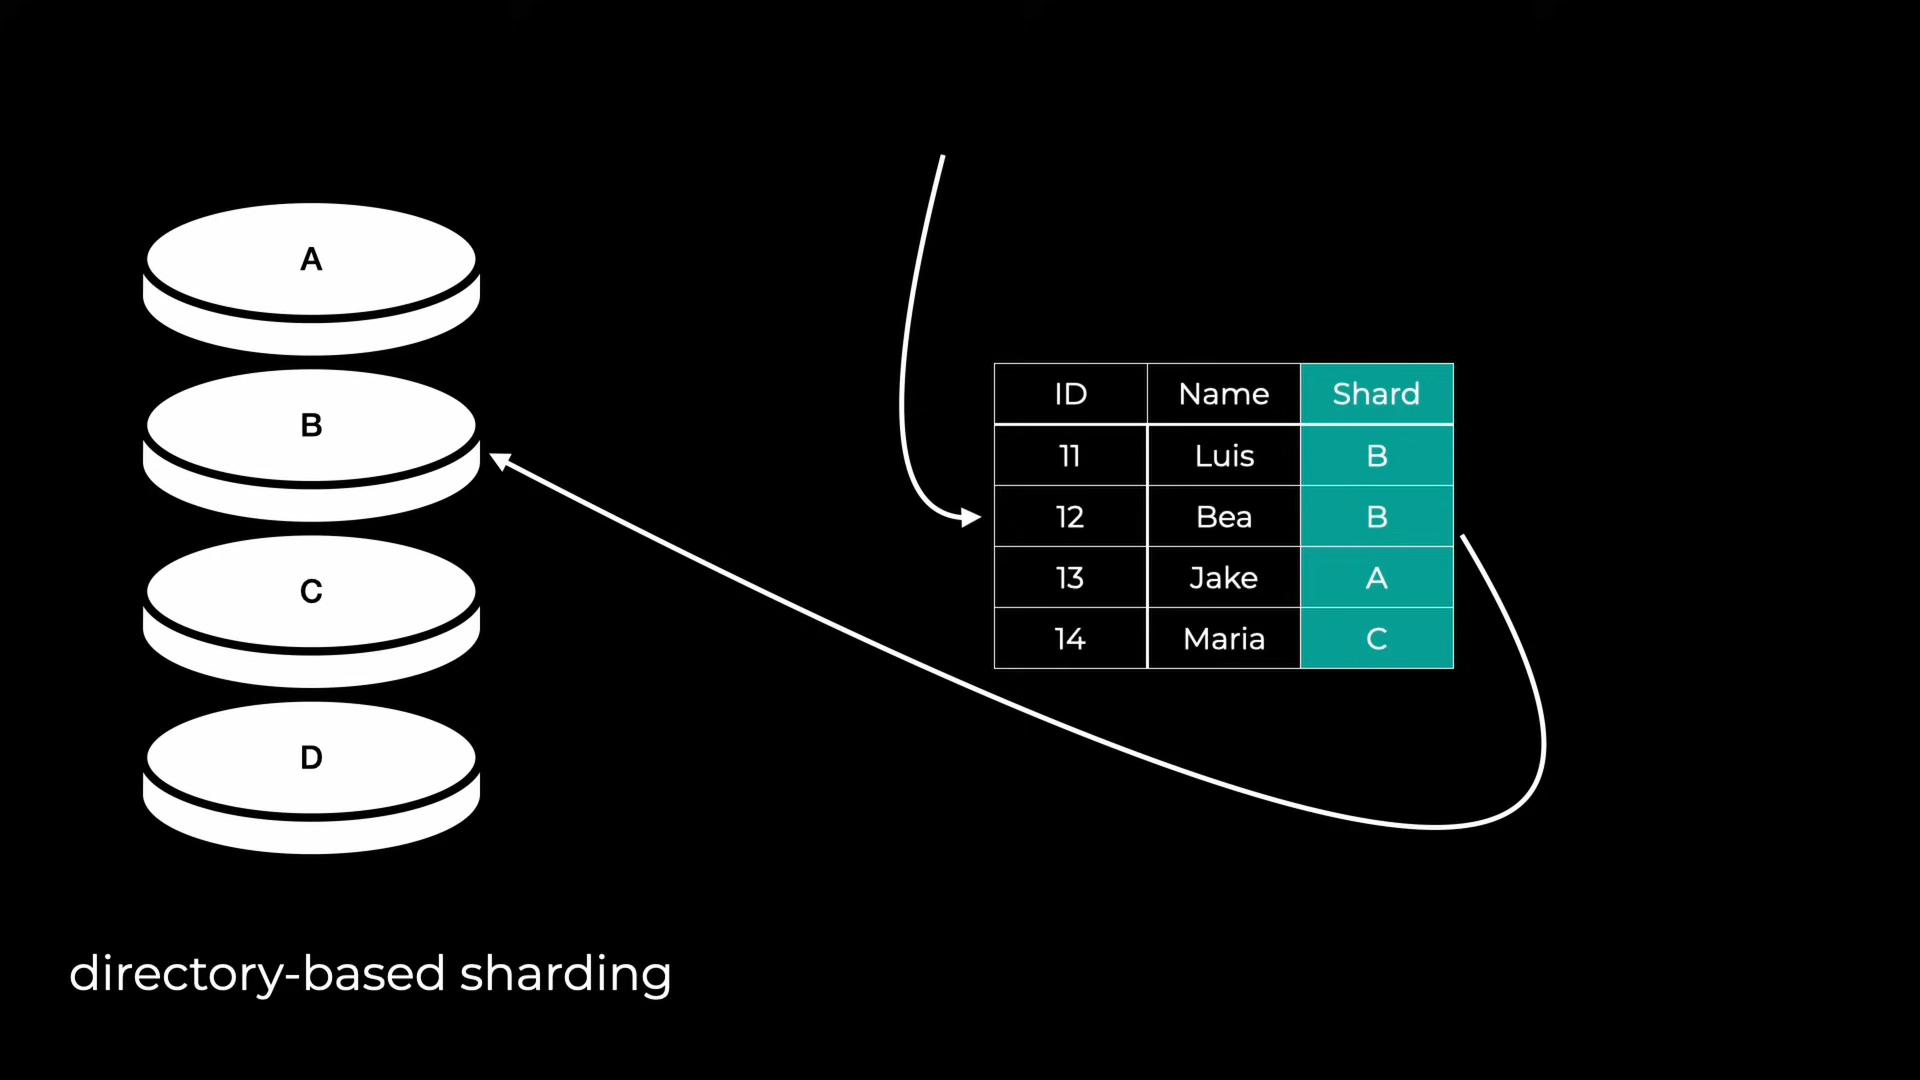 A
B
C
D
ID Name Shard
11 Luis B
12 Bea B
13 Jake A
14 Maria C
directory-based sharding